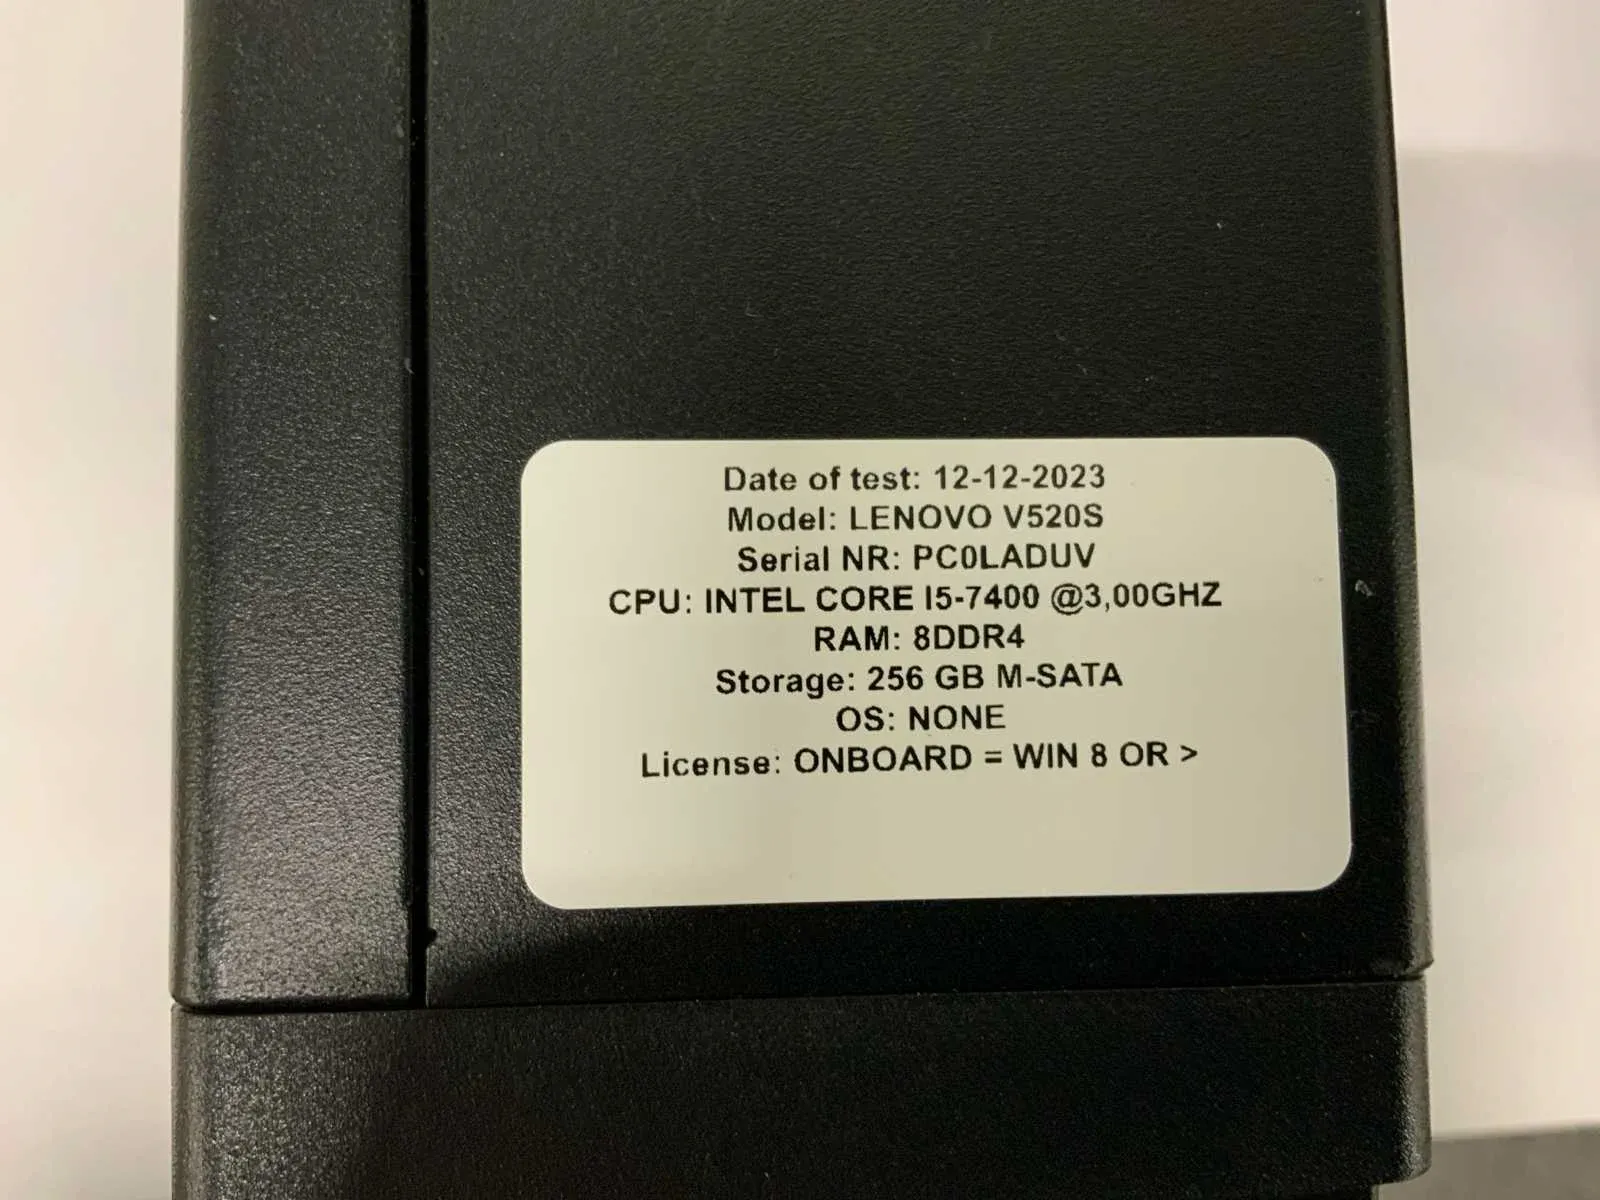 Date of test: 12-12-2023
Model: LENOVO V520S
Serial NR: PC0LADUV
CPU: INTEL CORE I5-7400 @3,00GHZ
RAM: 8DDR4
Storage: 256 GB M-SATA
OS: NONE
License: ONBOARD = WIN 8 OR >